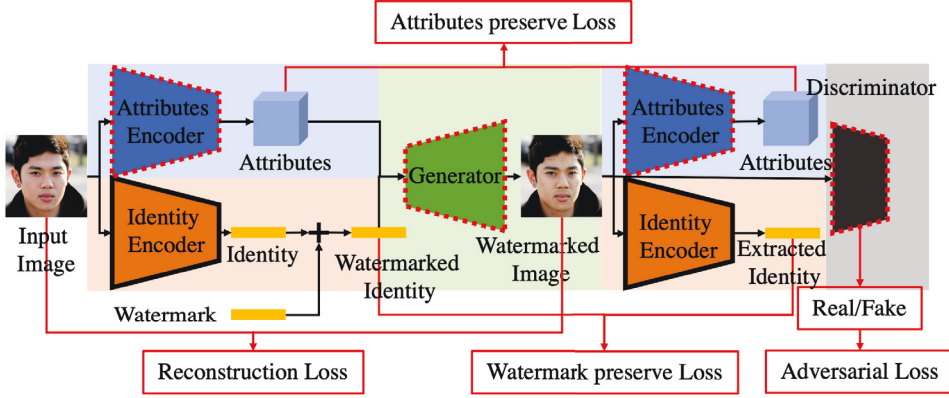 Attributes preserve Loss
Attributes
Encoder
Attributes
Input
Image
Identity
Encoder
Identity
Watermarked
Identity
Watermark
Generator
Watermarked
Image
Attributes
Encoder
Attributes
Identity
Encoder
Extracted
Identity
Discriminator
Real/Fake
Reconstruction Loss
Watermark preserve Loss
Adversarial Loss